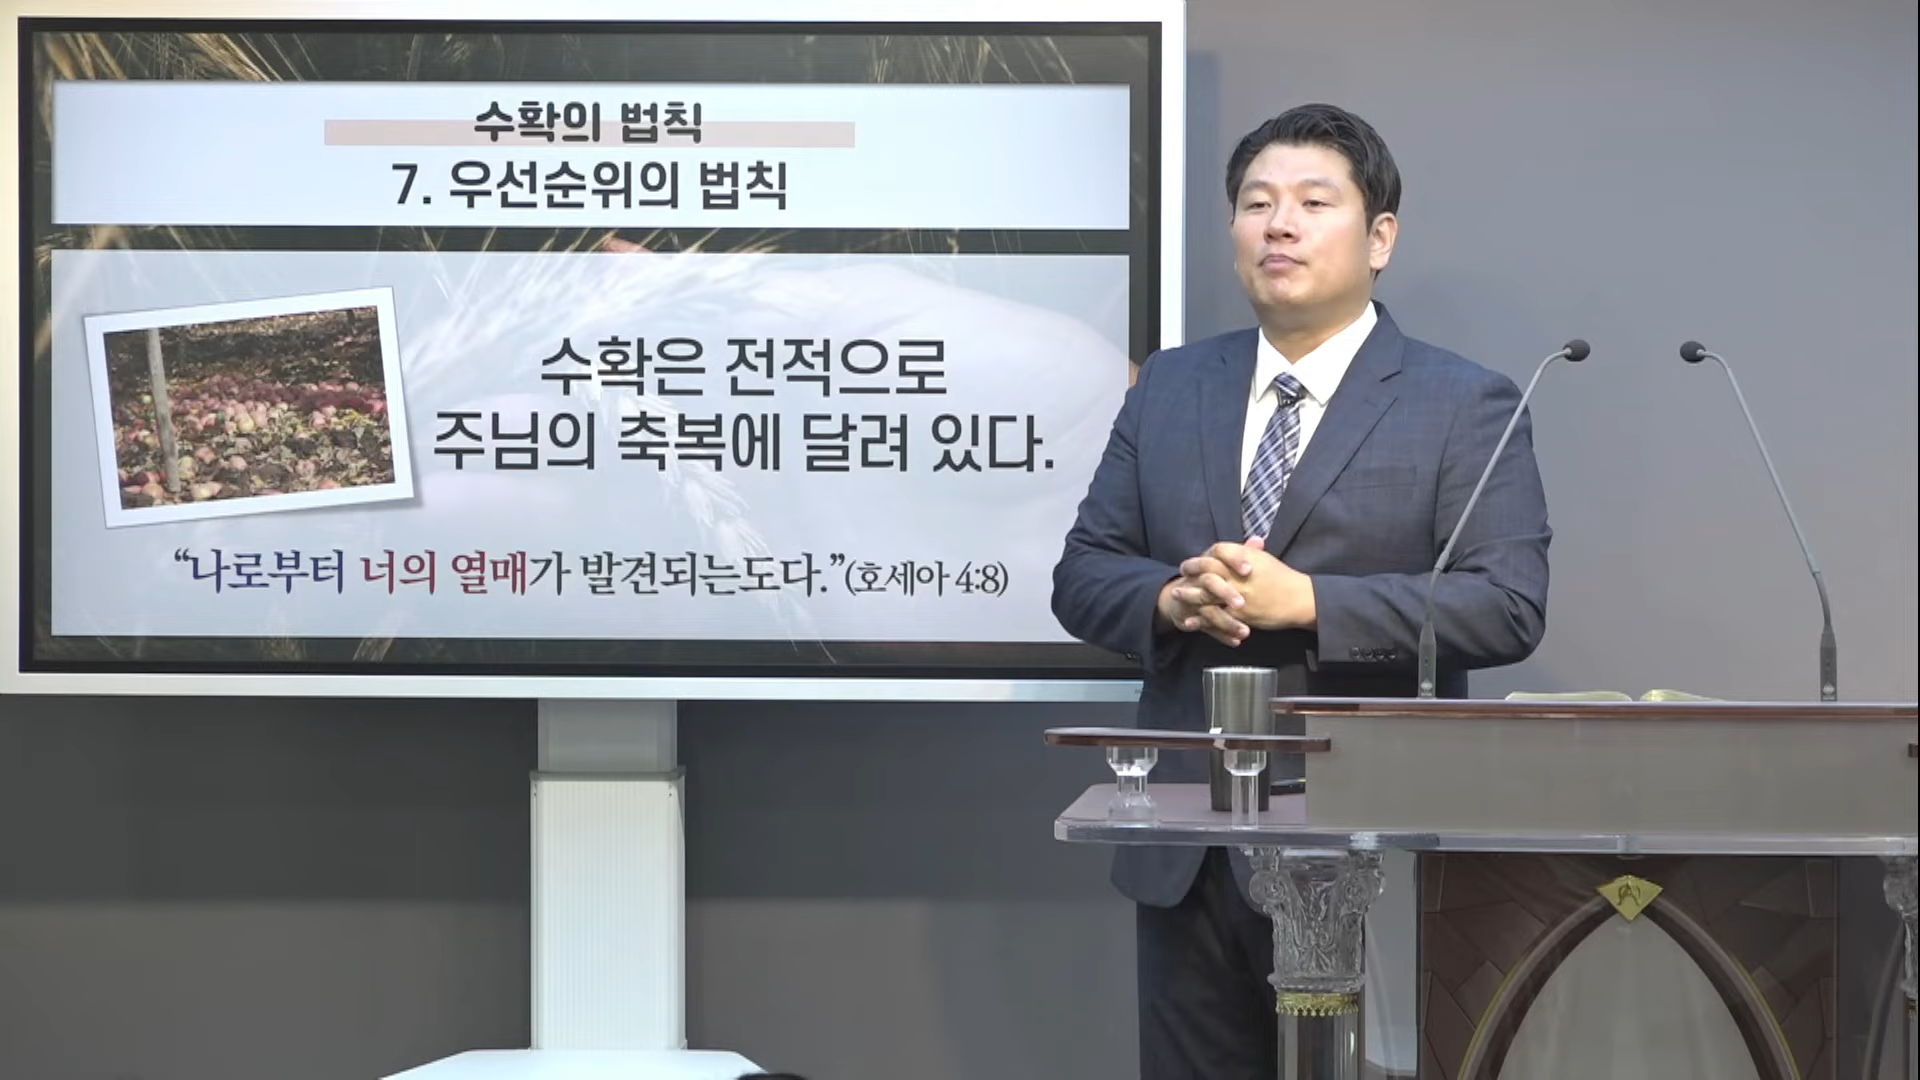 수확의 법칙
7. 우선순위의 법칙
수확은 전적으로
주님의 축복에 달려 있다.
“나로부터 너의 열매가 발견되는도다.”(호세아 4:8)